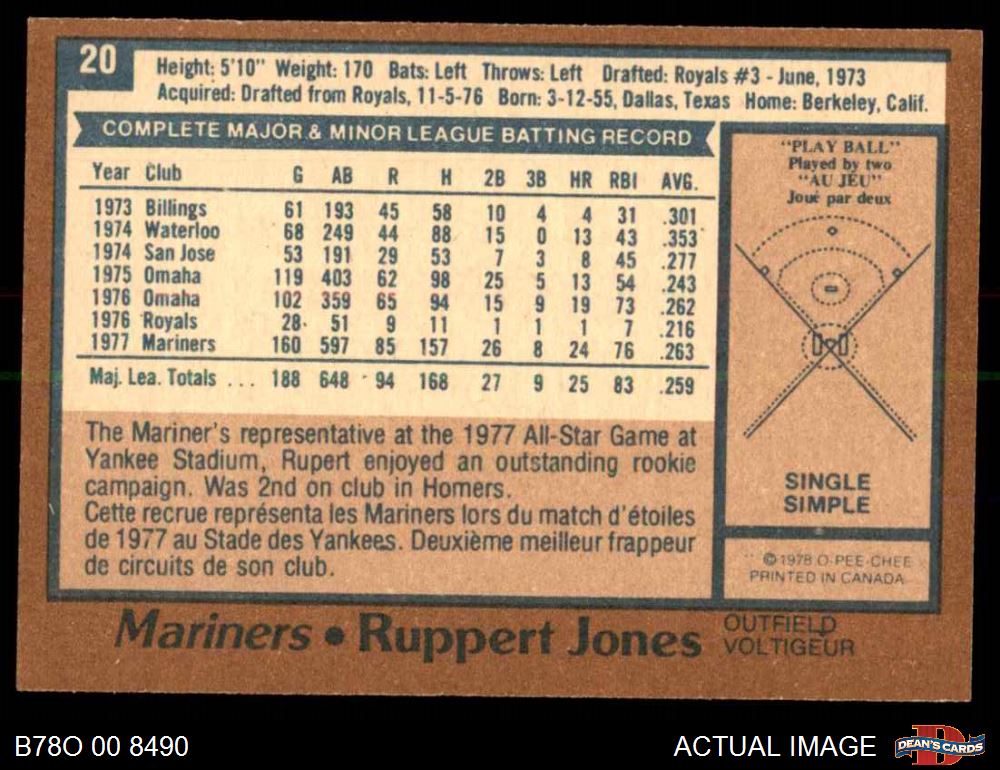 20
Height: 5'10" Weight: 170 Bats: Left Throws: Left Drafted: Royals #3 - June, 1973
Acquired: Drafted from Royals, 11-5-76 Born: 3-12-55, Dallas, Texas Home: Berkeley, Calif.
COMPLETE MAJOR & MINOR LEAGUE BATTING RECORD
Year Club G AB R H 2B 3B HR RBI AVG.
1973 Billings 61 193 45 58 10 4 4 31 .301
1974 Waterloo 68 249 44 88 15 0 13 43 .353
1974 San Jose 53 191 29 53 7 3 8 45 .277
1975 Omaha 119 403 62 98 25 5 13 54 .243
1976 Omaha 102 359 65 94 15 9 19 73 .262
1976 Royals 28 51 9 11 1 1 1 7 .216
1977 Mariners 160 597 85 157 26 8 24 76 .263
Maj. Lea. Totals ... 188 648 94 168 27 9 25 83 .259
The Mariner's representative at the 1977 All-Star Game at
Yankee Stadium, Rupert enjoyed an outstanding rookie
campaign. Was 2nd on club in Homers.
Cette recrue représenta les Mariners lors du match d'étoiles
de 1977 au Stade des Yankees. Deuxième meilleur frappeur
de circuits de son club.
"PLAY BALL"
Played by two
"AU JEU"
Joué par deux
SINGLE
SIMPLE
© 1978 O-PEE-CHEE
PRINTED IN CANADA
Mariners • Ruppert Jones
OUTFIELD
VOLTIGEUR
B78O 00 8490
ACTUAL IMAGE
DEAN'S CARDS